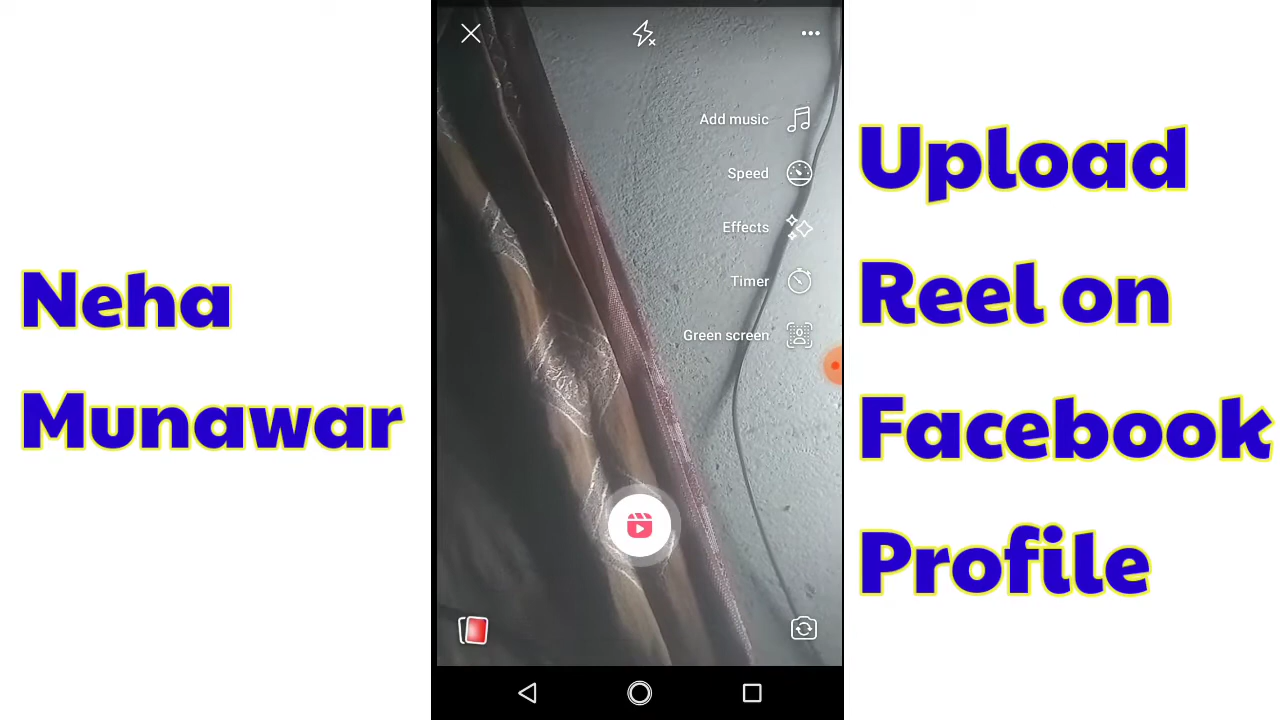 Neha
Munawar
Add music
Speed
Effects
Timer
Green screen
Upload
Reel on
Facebook
Profile